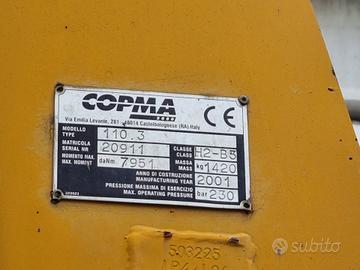 COPMA
Via Emilia Levante, 281 - 48014 Castelbolognese (RA) Italy
CE
MODELLO
TYPE 110.3
MATRICOLA
SERIAL NR 20911
CLASSE
CLASS H2-B3
MOMENTO MAX.
MAX. MOMENT daNm 7951
MASSA
MASS kg 1420
ANNO DI COSTRUZIONE
MANUFACTURING YEAR 2001
PRESSIONE MASSIMA DI ESERCIZIO
MAX. OPERATING PRESSURE bar 230
503225
subito